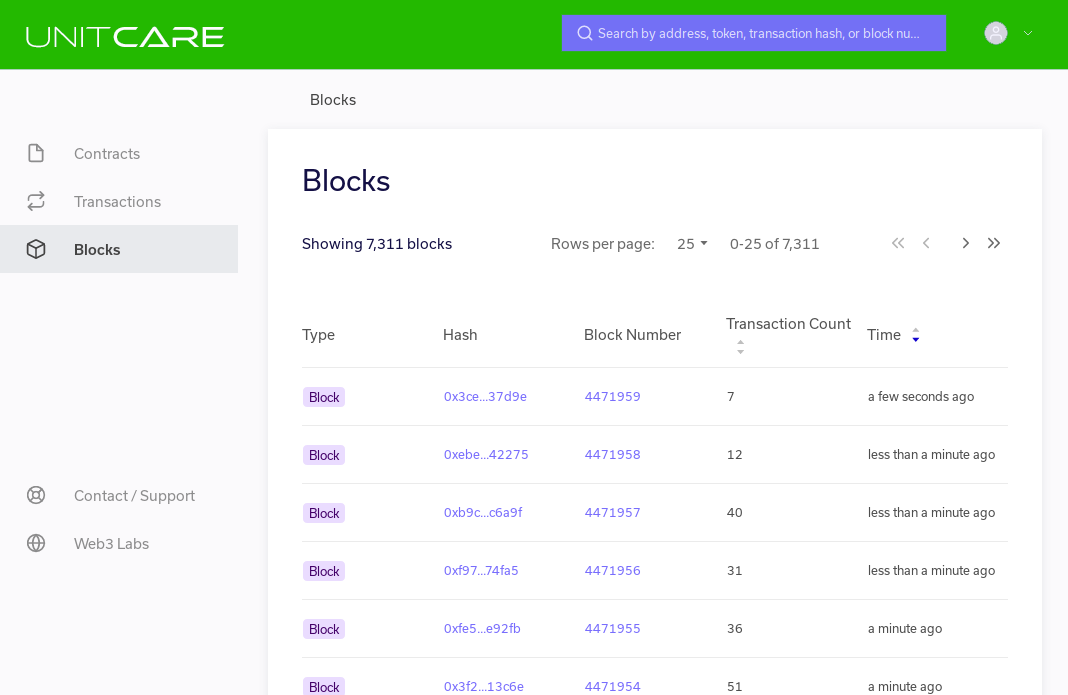 UNITCARE
Search by address, token, transaction hash, or block nu...
Blocks
Contracts
Transactions
Blocks
Contact / Support
Web3 Labs
Blocks
Showing 7,311 blocks
Rows per page: 25 0-25 of 7,311
Type Hash Block Number Transaction Count Time
Block 0x3ce...37d9e 4471959 7 a few seconds ago
Block 0xebe...42275 4471958 12 less than a minute ago
Block 0xb9c...c6a9f 4471957 40 less than a minute ago
Block 0xf97...74fa5 4471956 31 less than a minute ago
Block 0xfe5...e92fb 4471955 36 a minute ago
Block 0x3f2...13c6e 4471954 51 a minute ago